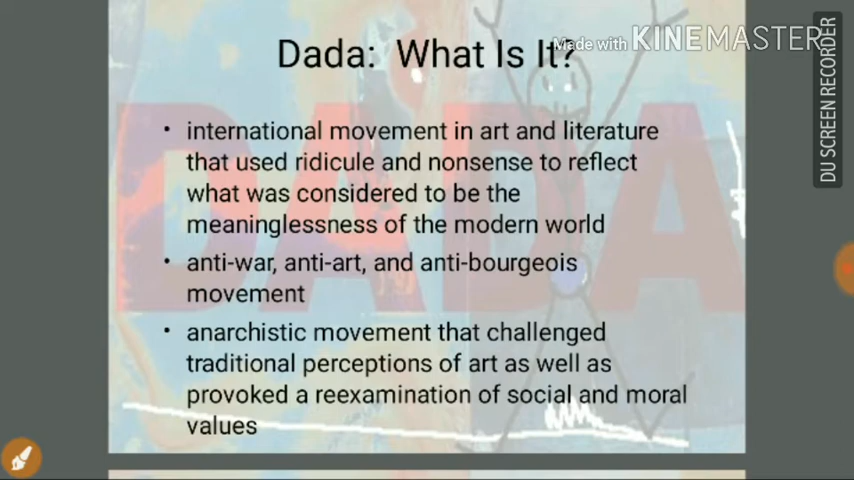 Dada: What Is It?
Made with KINEMASTER
DU SCREEN RECORDER
DADA
• international movement in art and literature
that used ridicule and nonsense to reflect
what was considered to be the
meaninglessness of the modern world
• anti-war, anti-art, and anti-bourgeois
movement
• anarchistic movement that challenged
traditional perceptions of art as well as
provoked a reexamination of social and moral
values